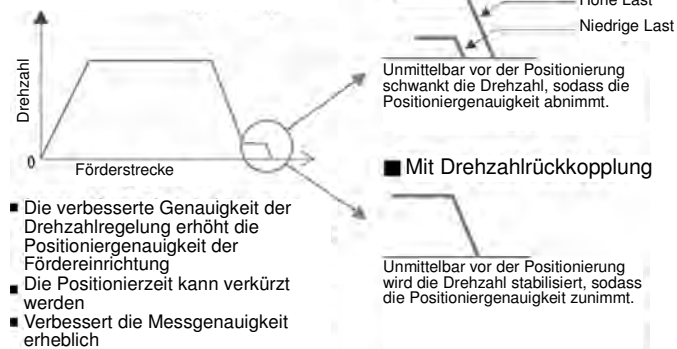 Drehzahl
0
Förderstrecke
■ Die verbesserte Genauigkeit der
Drehzahlregelung erhöht die
Positioniergenauigkeit der
Fördereinrichtung
■ Die Positionierzeit kann verkürzt
werden
■ Verbessert die Messgenauigkeit
erheblich
Hohe Last
Niedrige Last
Unmittelbar vor der Positionierung
schwankt die Drehzahl, sodass die
Positioniergenauigkeit abnimmt.
■ Mit Drehzahlrückkopplung
Unmittelbar vor der Positionierung
wird die Drehzahl stabilisiert, sodass
die Positioniergenauigkeit zunimmt.